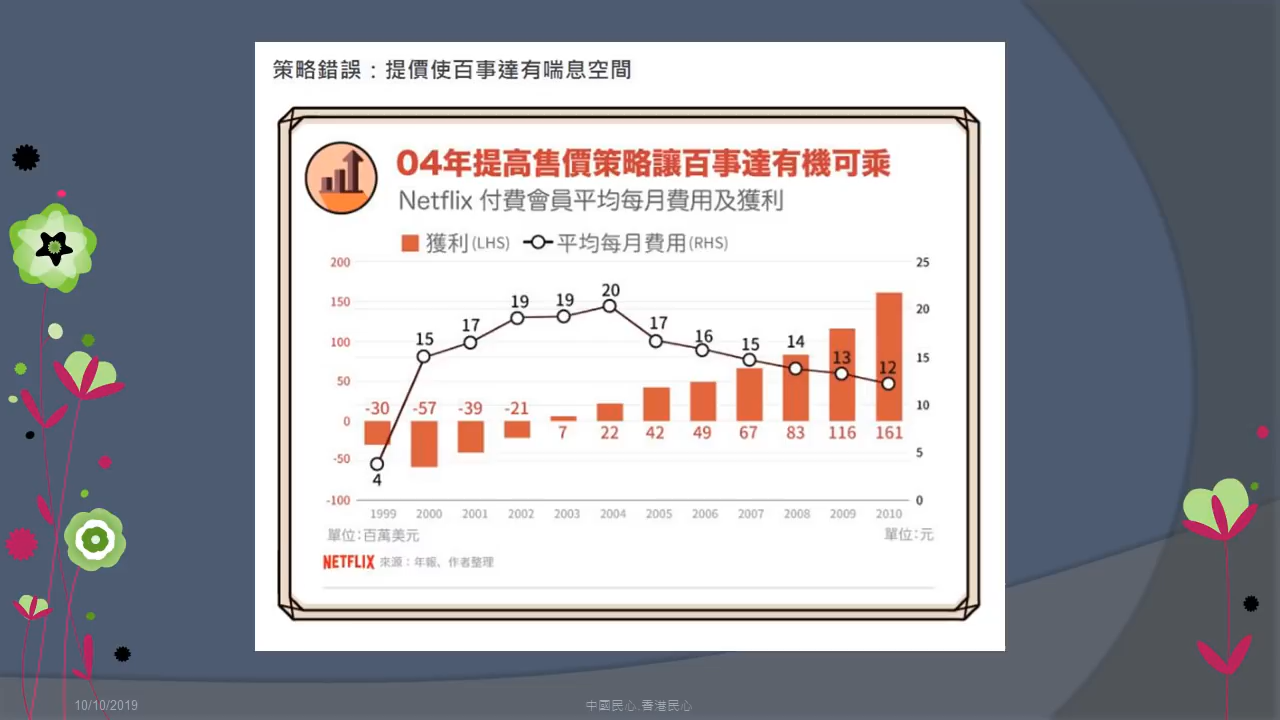 策略錯誤：提價使百事達有喘息空間
04年提高售價策略讓百事達有機可乘
Netflix 付費會員平均每月費用及獲利
獲利(LHS) 平均每月費用(RHS)
200 25
150 20
100 15
50 10
0 5
-50 0
-100
4 15 17 19 19 20 17 16 15 14 13 12
-30 -57 -39 -21 7 22 42 49 67 83 116 161
1999 2000 2001 2002 2003 2004 2005 2006 2007 2008 2009 2010
單位：百萬美元 單位：元
NETFLIX 來源：年報、作者整理
10/10/2019 中國民心,香港民心